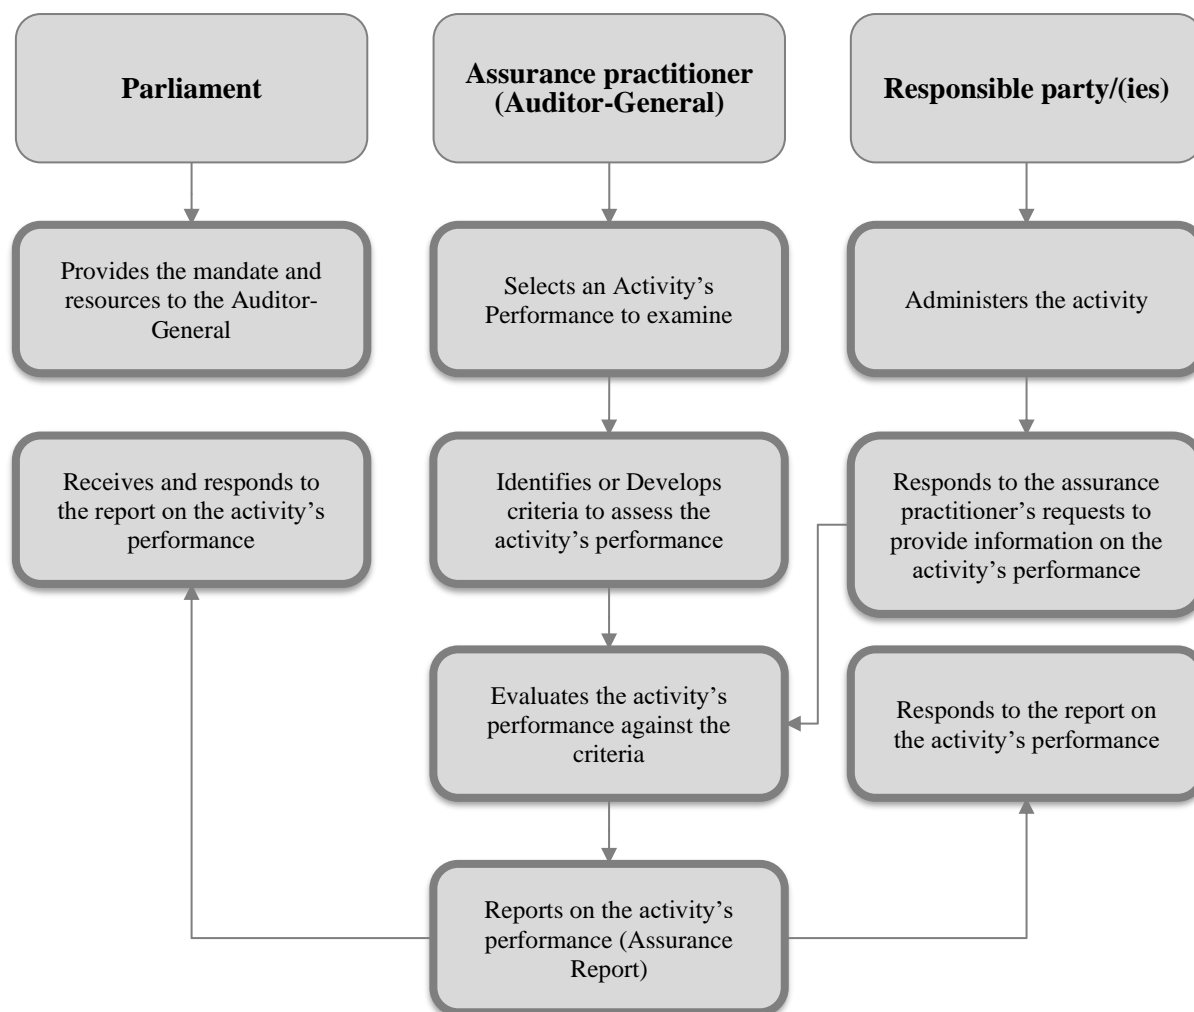 Parliament
Assurance practitioner
(Auditor-General)
Responsible party/(ies)
Provides the mandate and
resources to the Auditor-
General
Selects an Activity’s
Performance to examine
Administers the activity
Receives and responds to
the report on the activity’s
performance
Identifies or Develops
criteria to assess the
activity’s performance
Responds to the assurance
practitioner’s requests to
provide information on the
activity’s performance
Evaluates the activity’s
performance against the
criteria
Responds to the report on
the activity’s performance
Reports on the activity’s
performance (Assurance
Report)